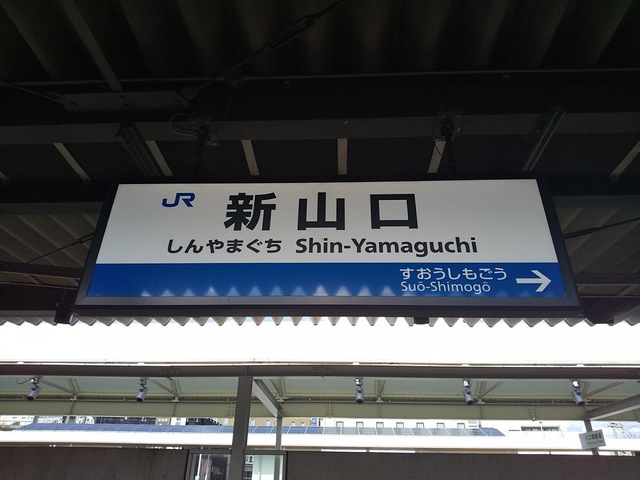 JR 新山口
しんやまぐち Shin-Yamaguchi
すおうしもごう
Suō-Shimogō